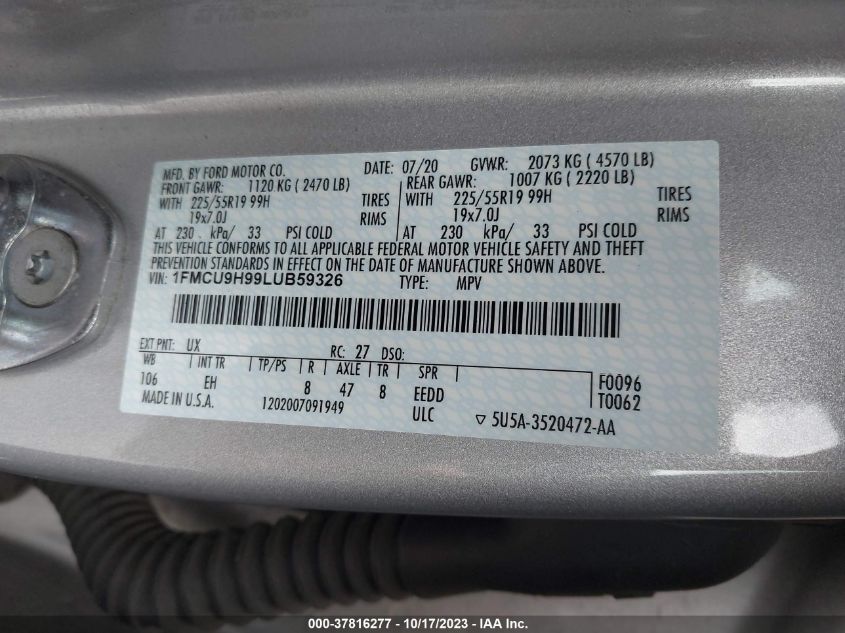 MFD. BY FORD MOTOR CO. DATE: 07/20 GVWR: 2073 KG ( 4570 LB)
FRONT GAWR: 1120 KG ( 2470 LB) REAR GAWR: 1007 KG ( 2220 LB)
WITH 225/55R19 99H WITH 225/55R19 99H TIRES
19x7.0J 19x7.0J RIMS
AT 230 kPa/ 33 PSI COLD AT 230 kPa/ 33 PSI COLD
THIS VEHICLE CONFORMS TO ALL APPLICABLE FEDERAL MOTOR VEHICLE SAFETY AND THEFT
PREVENTION STANDARDS IN EFFECT ON THE DATE OF MANUFACTURE SHOWN ABOVE.
VIN: 1FMCU9H99LUB59326 TYPE: MPV
EXT PNT: UX RC: 27 DSO:
WB INT TR TP/PS R AXLE TR SPR
106 EH 8 47 8 EEDD F0096
MADE IN U.S.A. 1202007091949 ULC T0062
▽ 5U5A-3520472-AA
000-37816277 - 10/17/2023 - IAA Inc.